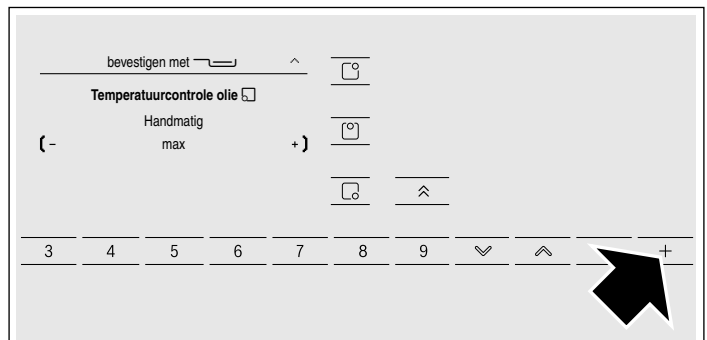 bevestigen met
Temperatuurcontrole olie
Handmatig
- max +
3 4 5 6 7 8 9 +